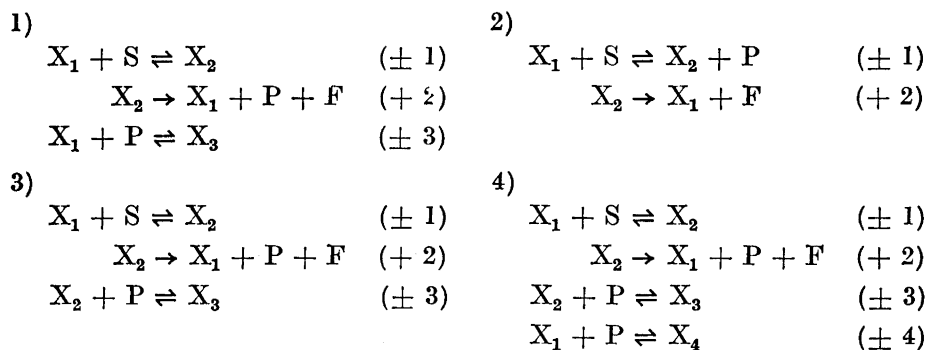 1)
X₁ + S ⇌ X₂ (± 1)
X₂ → X₁ + P + F (+ 2)
X₁ + P ⇌ X₃ (± 3)
2)
X₁ + S ⇌ X₂ + P (± 1)
X₂ → X₁ + F (+ 2)
3)
X₁ + S ⇌ X₂ (± 1)
X₂ → X₁ + P + F (+ 2)
X₂ + P ⇌ X₃ (± 3)
4)
X₁ + S ⇌ X₂ (± 1)
X₂ → X₁ + P + F (+ 2)
X₂ + P ⇌ X₃ (± 3)
X₁ + P ⇌ X₄ (± 4)